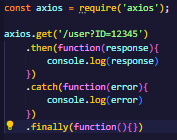 const axios = require('axios');
axios.get('/user?ID=12345')
.then(function(response){
console.log(response)
})
.catch(function(error){
console.log(error)
})
.finally(function(){})